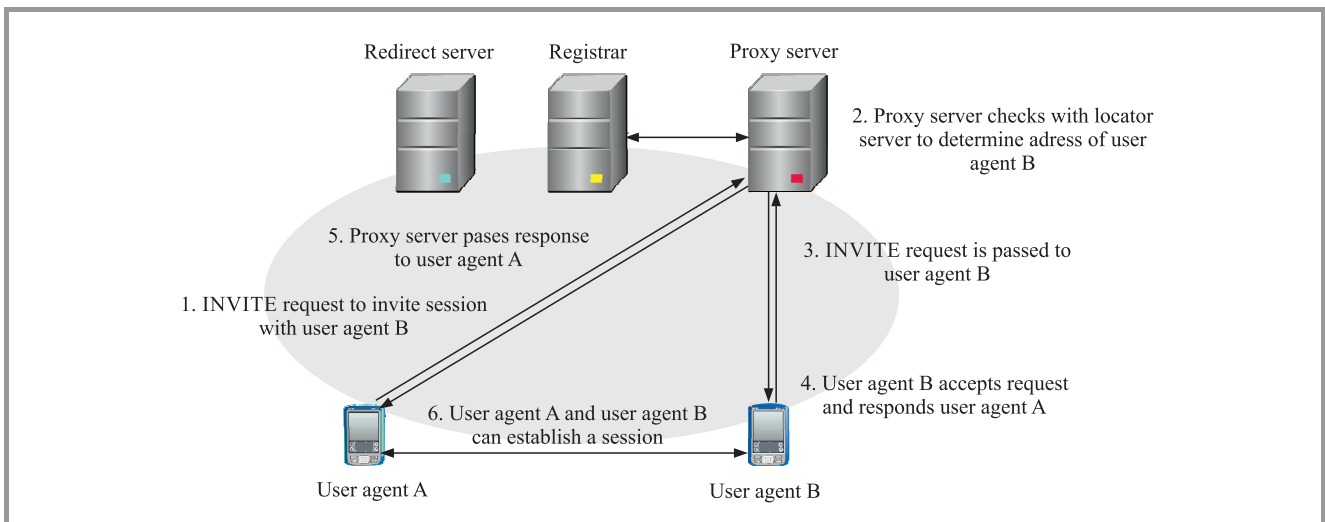 Redirect server
Registrar
Proxy server
2. Proxy server checks with locator
server to determine adress of user
agent B
5. Proxy server pases response
to user agent A
3. INVITE request is passed to
user agent B
1. INVITE request to invite session
with user agent B
4. User agent B accepts request
and responds user agent A
6. User agent A and user agent B
can establish a session
User agent A
User agent B